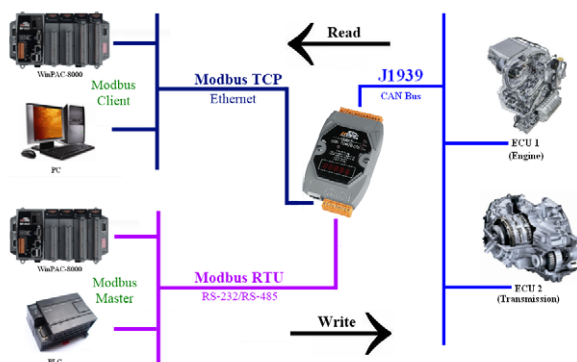 Read
WinPAC-8000
Modbus
Client
Modbus TCP
Ethernet
J1939
CAN Bus
PC
ECU 1
(Engine)
WinPAC-8000
Modbus
Master
Modbus RTU
RS-232/RS-485
ECU 2
(Transmission)
Write
PLC